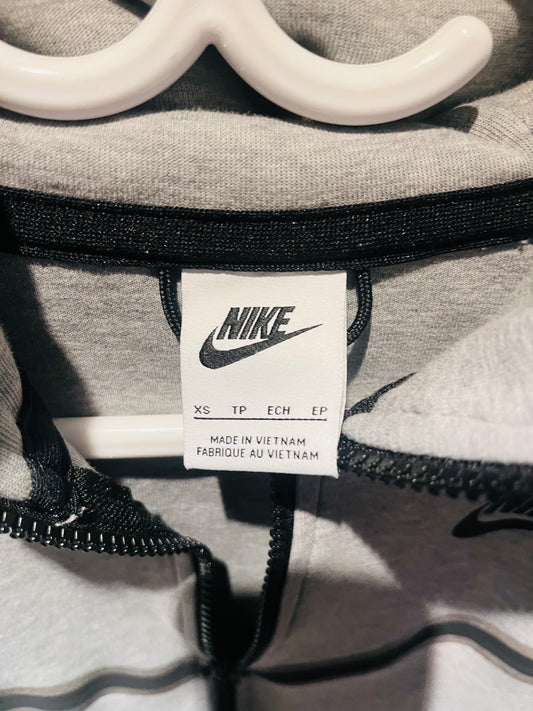 NIKE
XS TP ECH EP
MADE IN VIETNAM
FABRIQUE AU VIETNAM